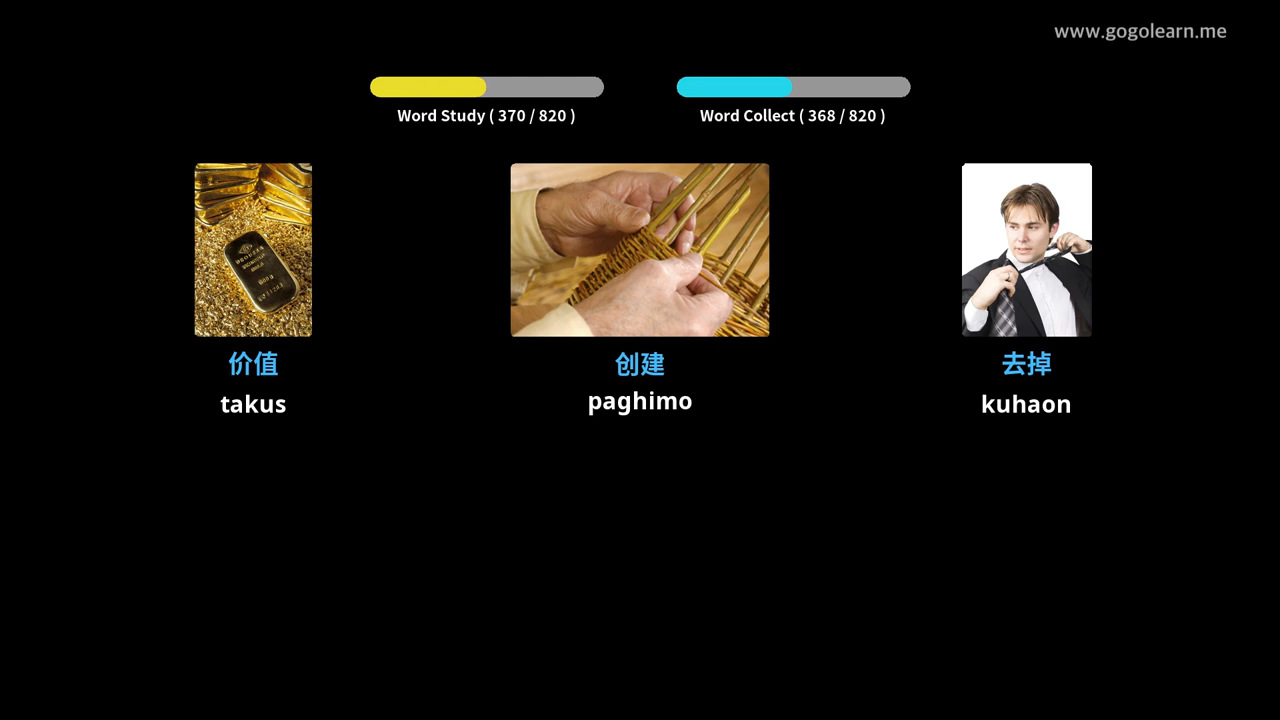 www.gogolearn.me
Word Study ( 370 / 820 )
Word Collect ( 368 / 820 )
价值
创建
去掉
takus
paghimo
kuhaon